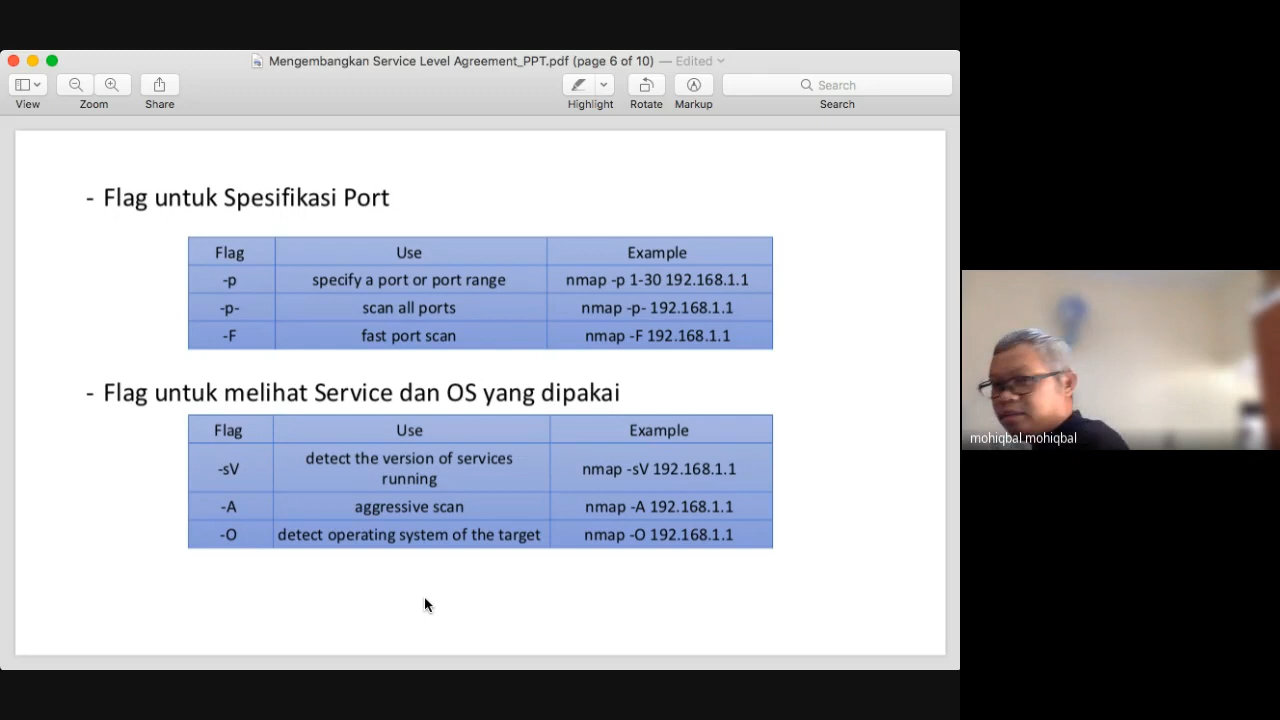 Mengembangkan Service Level Agreement_PPT.pdf (page 6 of 10) — Edited
View
Zoom
Share
Highlight
Rotate
Markup
Search
Search
- Flag untuk Spesifikasi Port
Flag Use Example
-p specify a port or port range nmap -p 1-30 192.168.1.1
-p- scan all ports nmap -p- 192.168.1.1
-F fast port scan nmap -F 192.168.1.1
- Flag untuk melihat Service dan OS yang dipakai
Flag Use Example
-sV detect the version of services running nmap -sV 192.168.1.1
-A aggressive scan nmap -A 192.168.1.1
-O detect operating system of the target nmap -O 192.168.1.1
mohiqbal mohiqbal